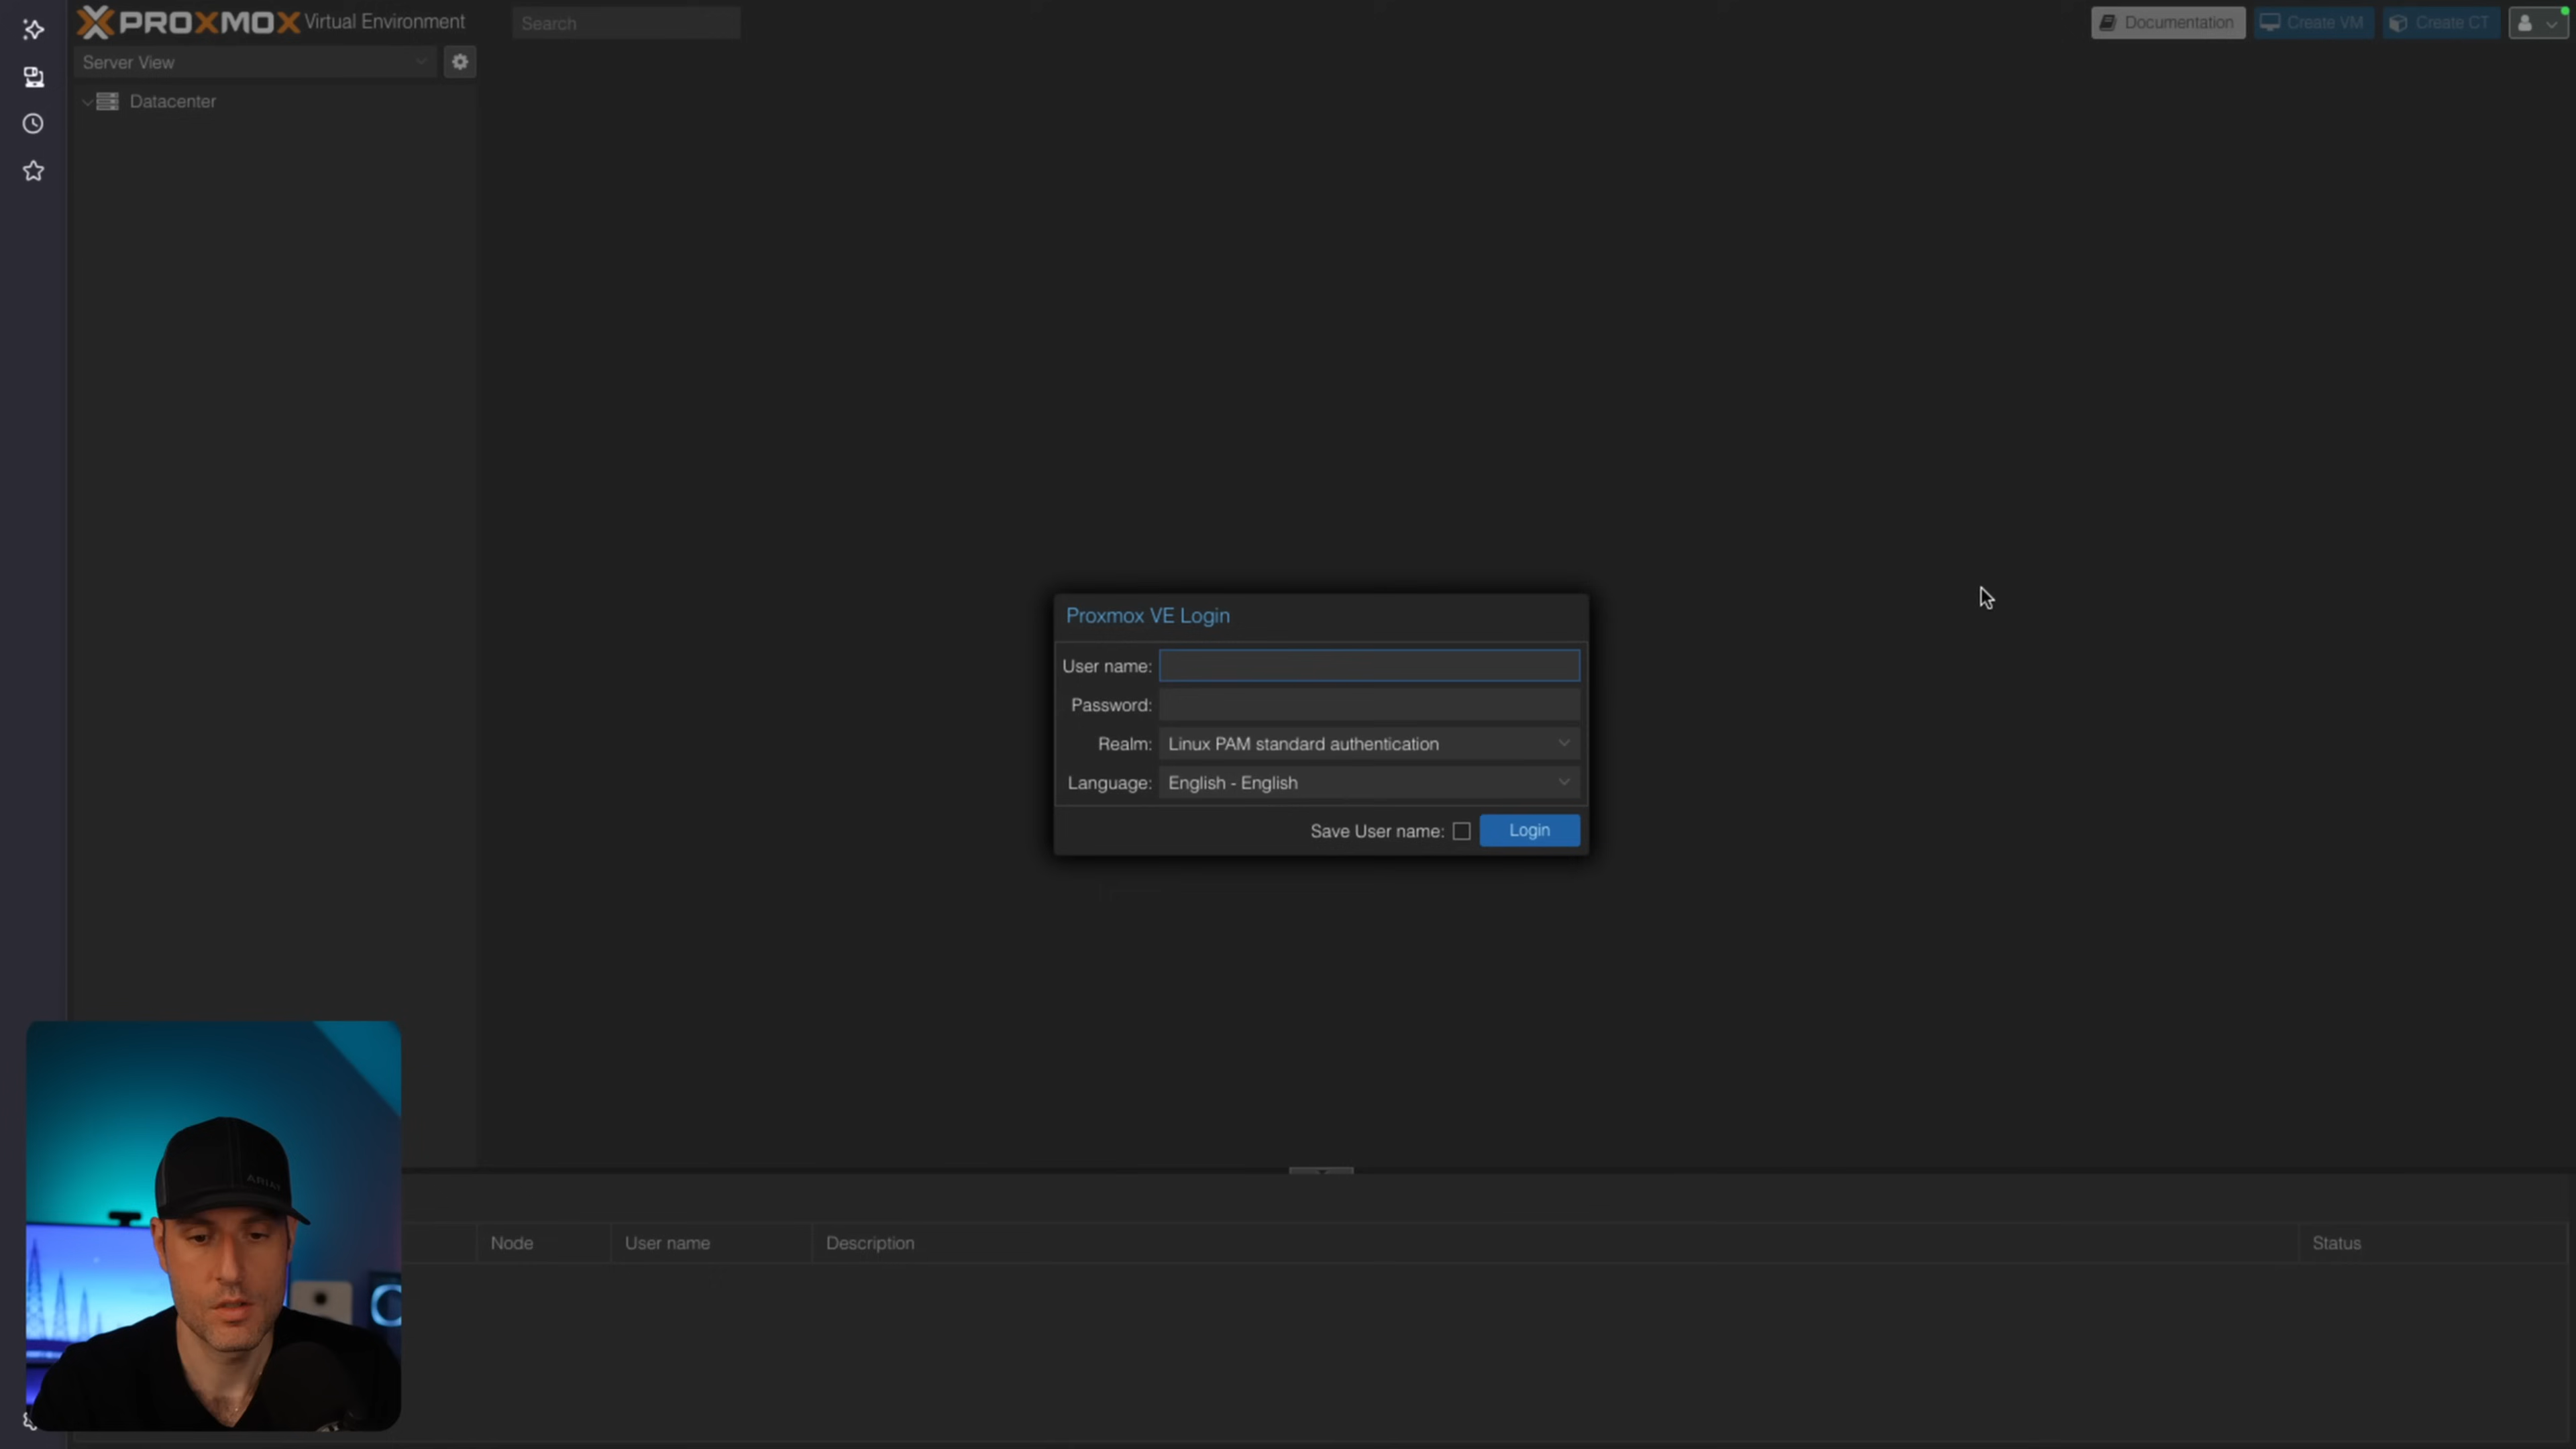 PROXMOX Virtual Environment
Search
Documentation
Create VM
Create CT
Server View
Datacenter
Proxmox VE Login
User name:
Password:
Realm: Linux PAM standard authentication
Language: English - English
Save User name:
Login
ARIAT
Node
User name
Description
Status